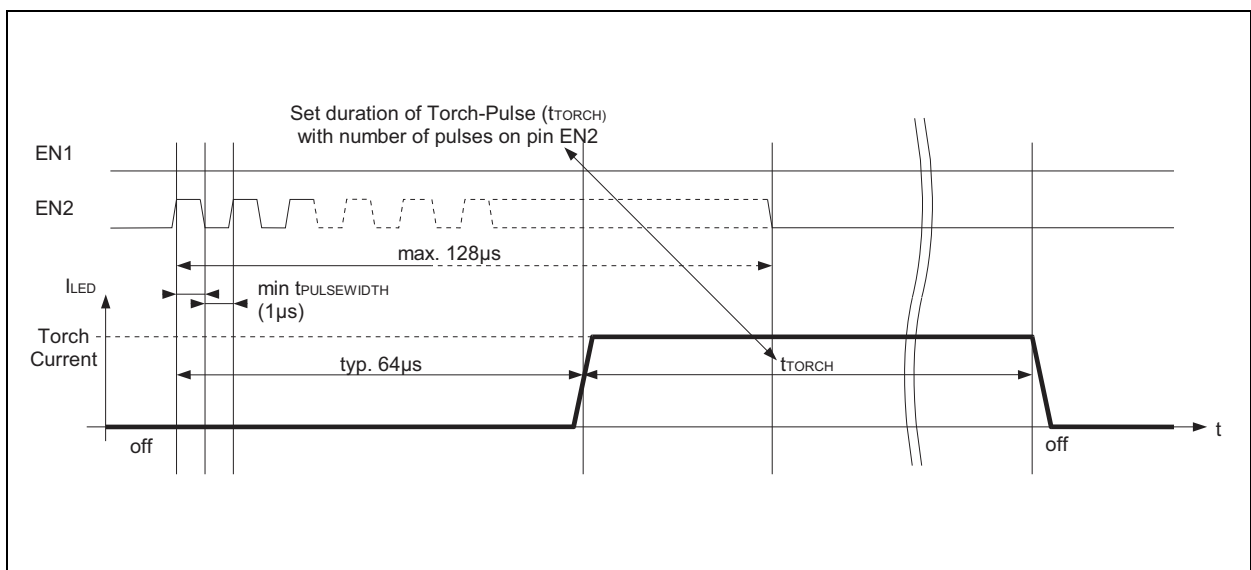 Set duration of Torch-Pulse (tTORCH)
with number of pulses on pin EN2
EN1
EN2
max. 128µs
ILED
min tPULSEWIDTH
(1µs)
Torch
Current
typ. 64µs
tTORCH
t
off
off